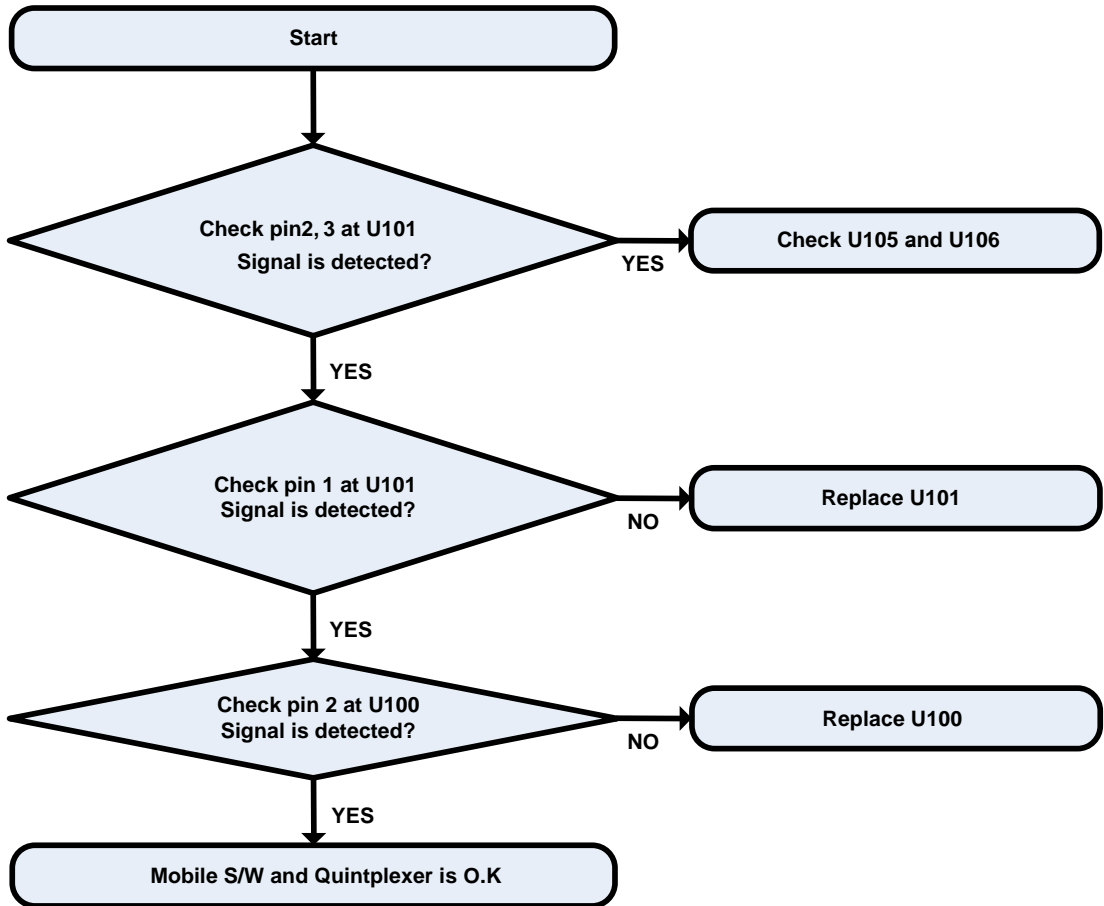 Start
Check pin2, 3 at U101
Signal is detected?
YES
Check U105 and U106
YES
Check pin 1 at U101
Signal is detected?
NO
Replace U101
YES
Check pin 2 at U100
Signal is detected?
NO
Replace U100
YES
Mobile S/W and Quintplexer is O.K